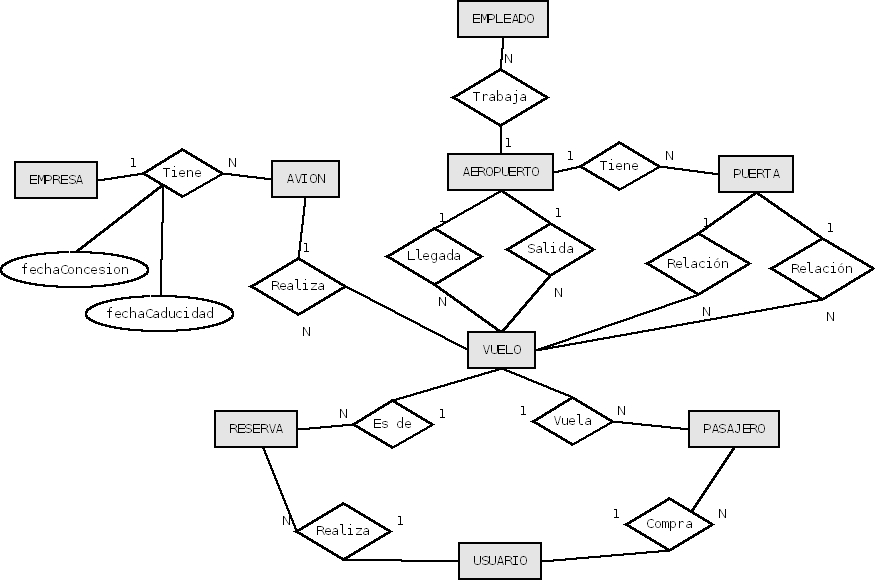 EMPLEADO
N
Trabaja
1
EMPRESA
1
Tiene
N
AVION
AEROPUERTO
1
Tiene
N
PUERTA
fechaConcesion
fechaCaducidad
1
Realiza
N
1
Llegada
N
1
Salida
N
1
Relación
N
1
Relación
N
VUELO
RESERVA
N
Es de
1
1
Vuela
N
PASAJERO
N
Realiza
1
USUARIO
1
Compra
N